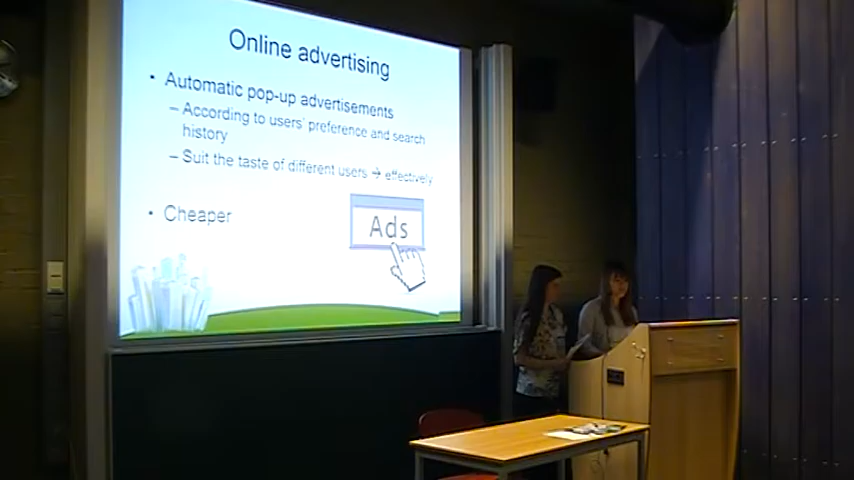 Online advertising
• Automatic pop-up advertisements
– According to users' preference and search
history
– Suit the taste of different users → effectively
• Cheaper
Ads